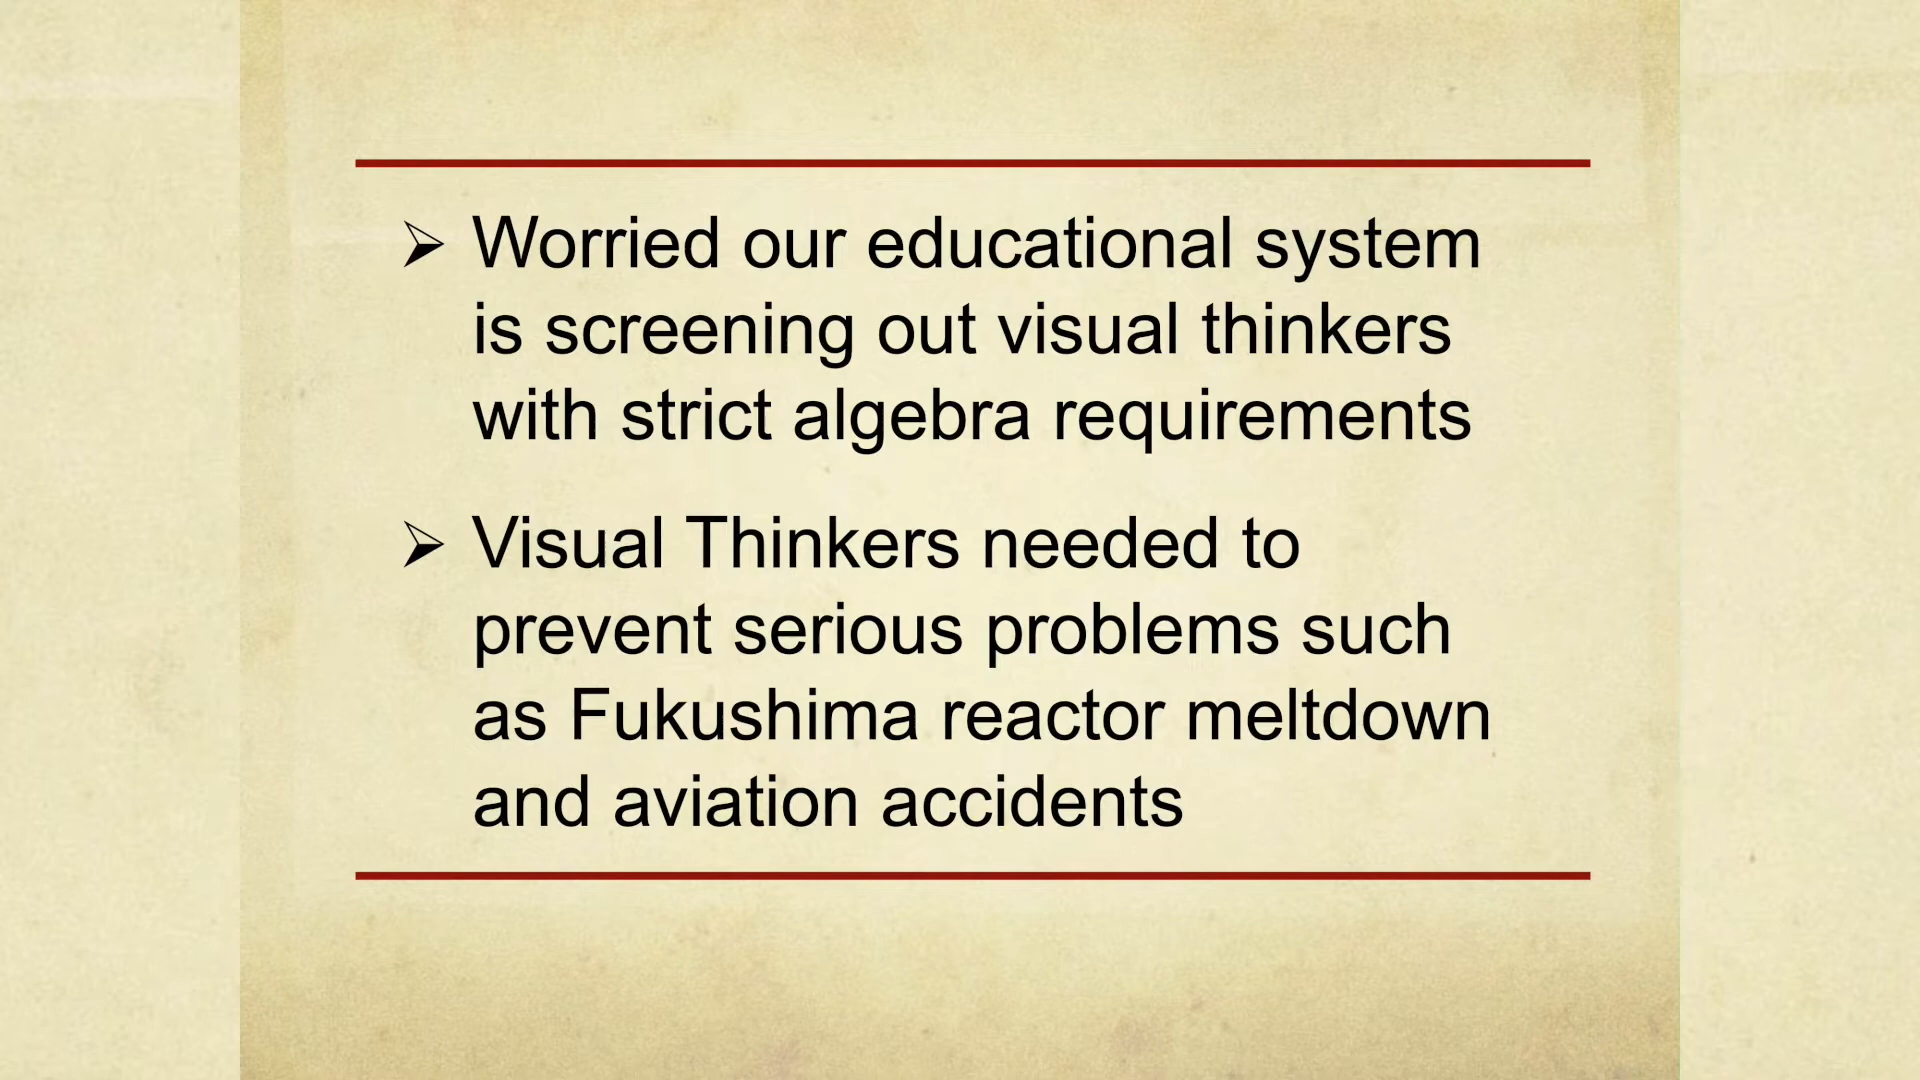 ➢ Worried our educational system
is screening out visual thinkers
with strict algebra requirements
➢ Visual Thinkers needed to
prevent serious problems such
as Fukushima reactor meltdown
and aviation accidents